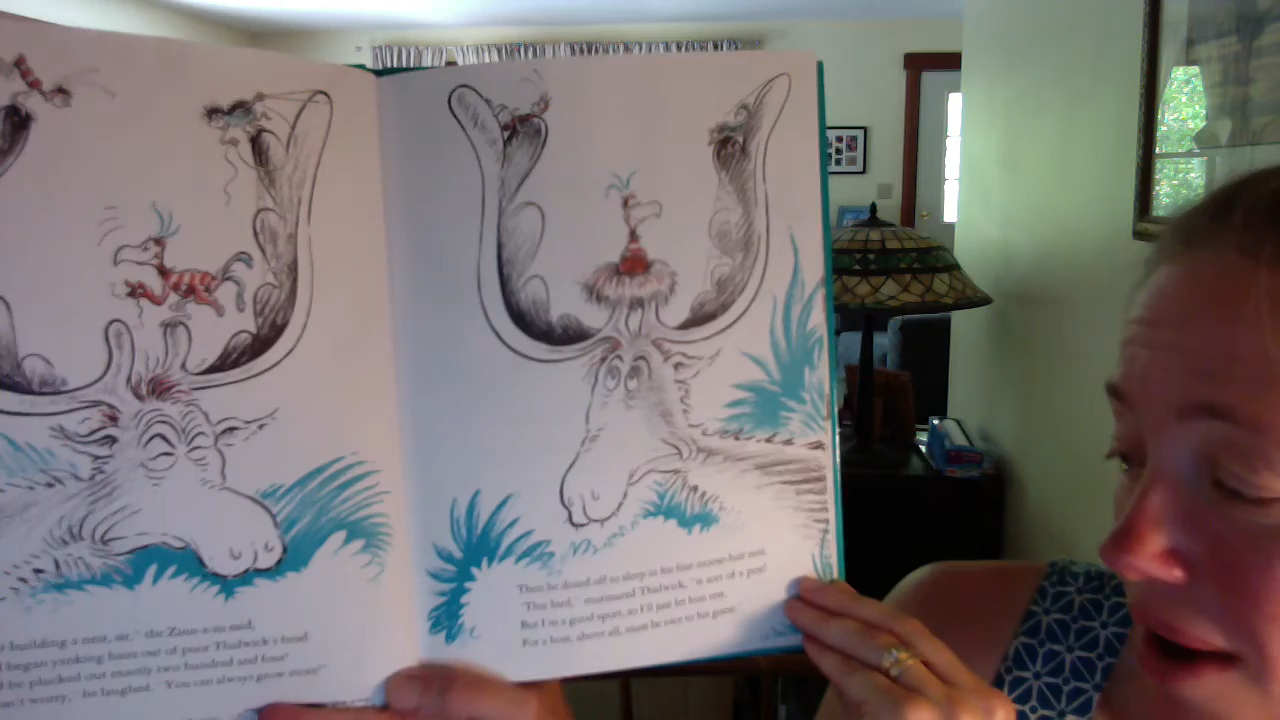 building a nest, sir," the Zinn-a-zu said,
began yanking hairs out of poor Thidwick's head.
he plucked out exactly two hundred and four!
worry," he laughed. "You can always grow more!"
Then he dozed off to sleep in his fine moose-hair nest.
"This bird," murmured Thidwick, "is sort of a pest!
But I'm a good sport, so I'll just let him rest,
For a host, above all, must be nice to his guest."